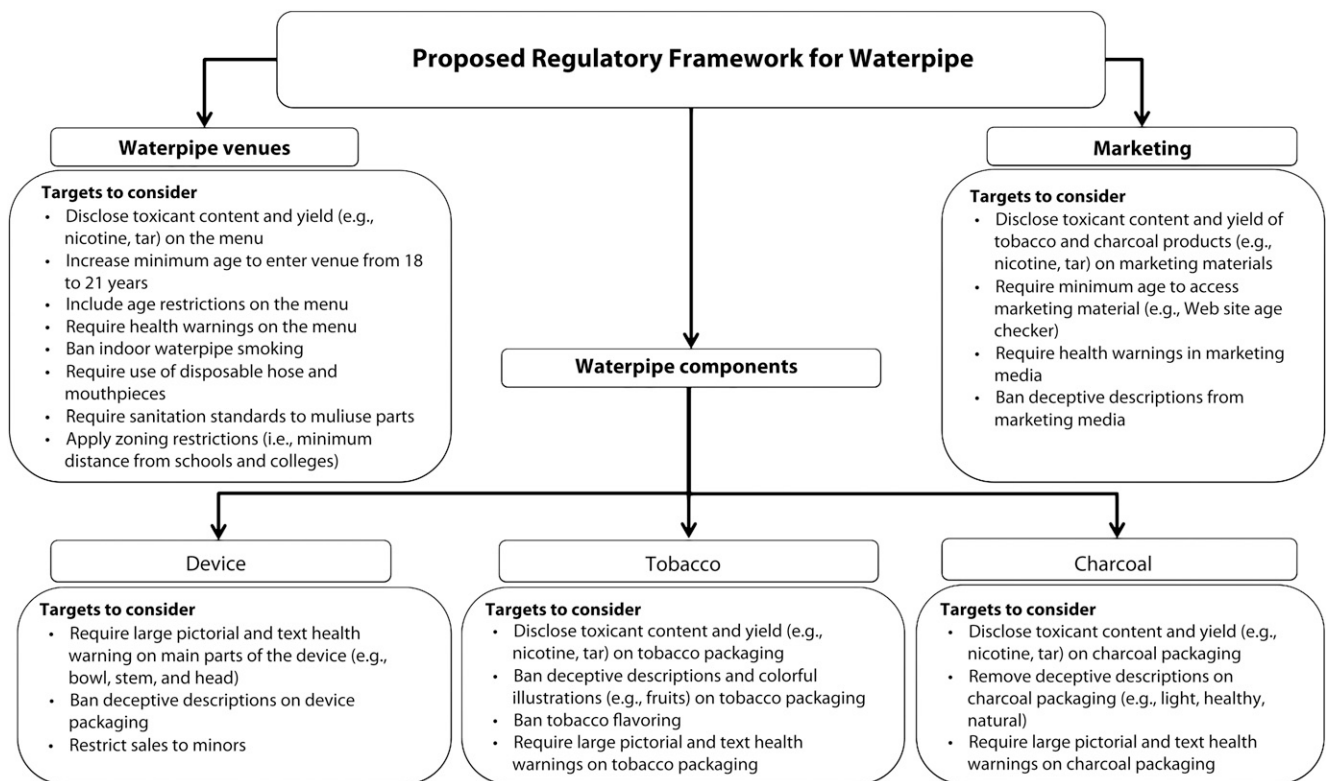 Proposed Regulatory Framework for Waterpipe
Waterpipe venues
Targets to consider
• Disclose toxicant content and yield (e.g.,
nicotine, tar) on the menu
• Increase minimum age to enter venue from 18
to 21 years
• Include age restrictions on the menu
• Require health warnings on the menu
• Ban indoor waterpipe smoking
• Require use of disposable hose and
mouthpieces
• Require sanitation standards to muliuse parts
• Apply zoning restrictions (i.e., minimum
distance from schools and colleges)
Marketing
Targets to consider
• Disclose toxicant content and yield of
tobacco and charcoal products (e.g.,
nicotine, tar) on marketing materials
• Require minimum age to access
marketing material (e.g., Web site age
checker)
• Require health warnings in marketing
media
• Ban deceptive descriptions from
marketing media
Waterpipe components
Device
Targets to consider
• Require large pictorial and text health
warning on main parts of the device (e.g.,
bowl, stem, and head)
• Ban deceptive descriptions on device
packaging
• Restrict sales to minors
Tobacco
Targets to consider
• Disclose toxicant content and yield (e.g.,
nicotine, tar) on tobacco packaging
• Ban deceptive descriptions and colorful
illustrations (e.g., fruits) on tobacco packaging
• Ban tobacco flavoring
• Require large pictorial and text health
warnings on tobacco packaging
Charcoal
Targets to consider
• Disclose toxicant content and yield (e.g.,
nicotine, tar) on charcoal packaging
• Remove deceptive descriptions on
charcoal packaging (e.g., light, healthy,
natural)
• Require large pictorial and text health
warnings on charcoal packaging